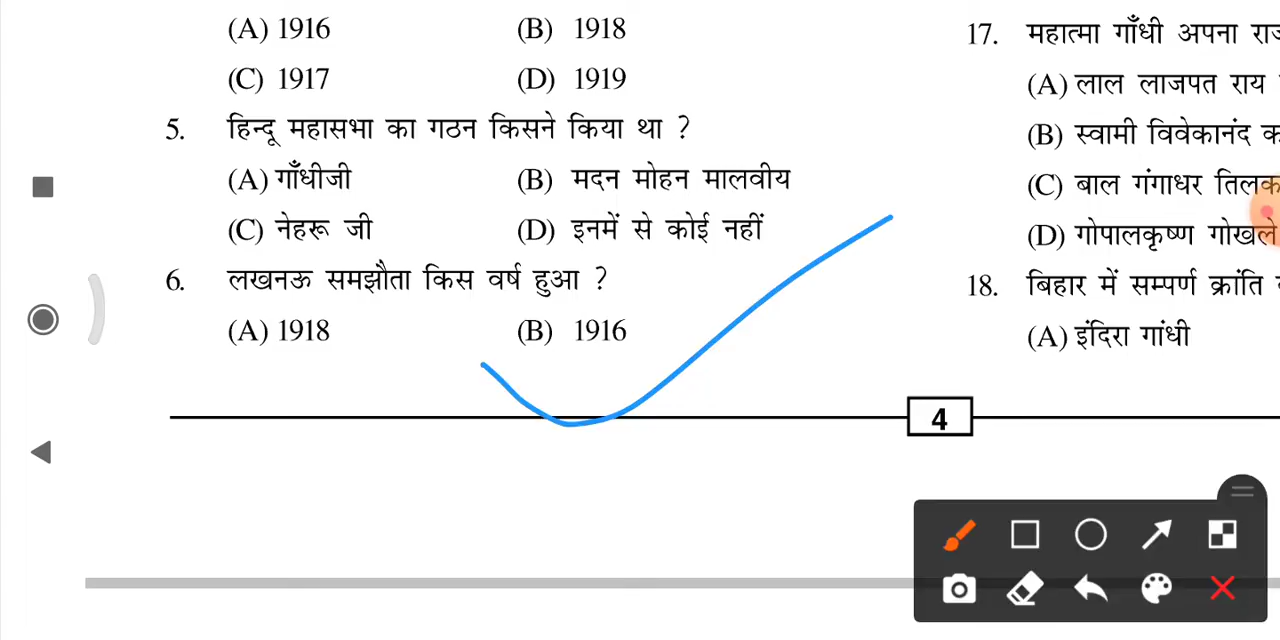 (A) 1916 (B) 1918
(C) 1917 (D) 1919
5. हिन्दू महासभा का गठन किसने किया था ?
(A) गाँधीजी (B) मदन मोहन मालवीय
(C) नेहरू जी (D) इनमें से कोई नहीं
6. लखनऊ समझौता किस वर्ष हुआ ?
(A) 1918 (B) 1916
17. महात्मा गाँधी अपना
(A) लाल लाजपत राय
(B) स्वामी विवेकानंद
(C) बाल गंगाधर तिलक
(D) गोपालकृष्ण गोखले
18. बिहार में सम्पर्ण क्रांति
(A) इंदिरा गांधी
4